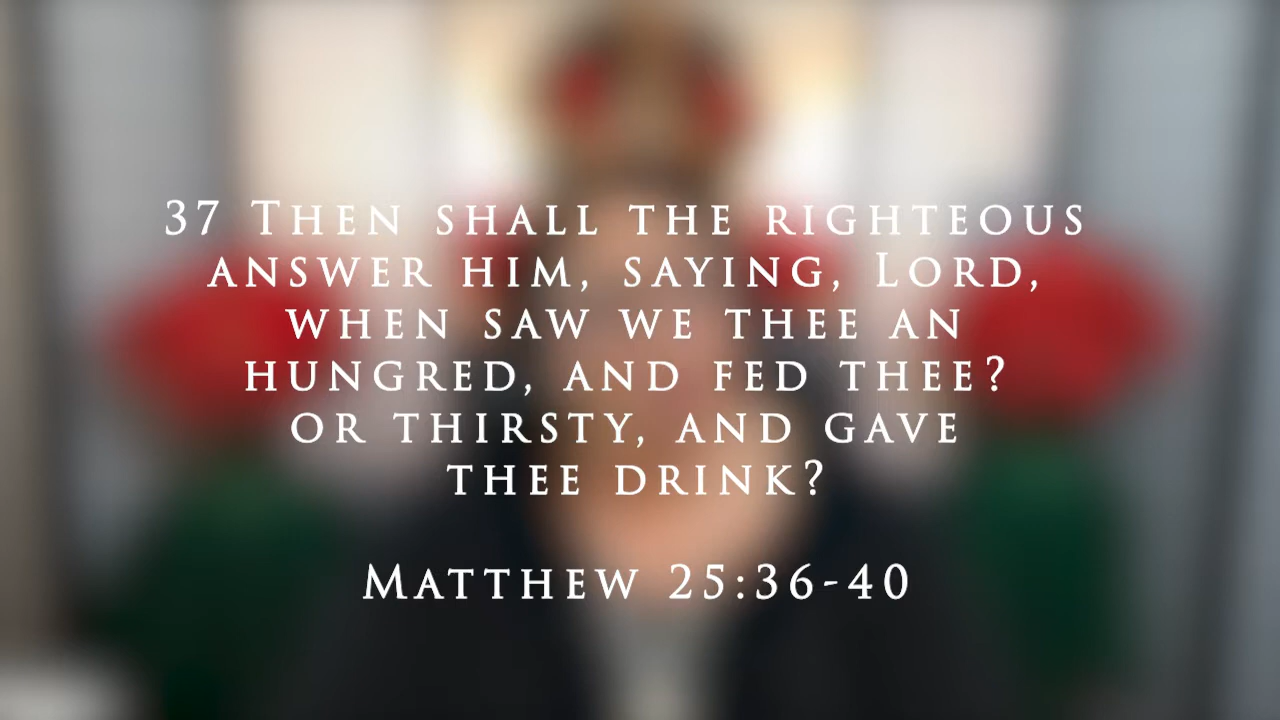 37 Then shall the righteous
answer him, saying, Lord,
when saw we thee an
hungred, and fed thee?
or thirsty, and gave
thee drink?
Matthew 25:36-40